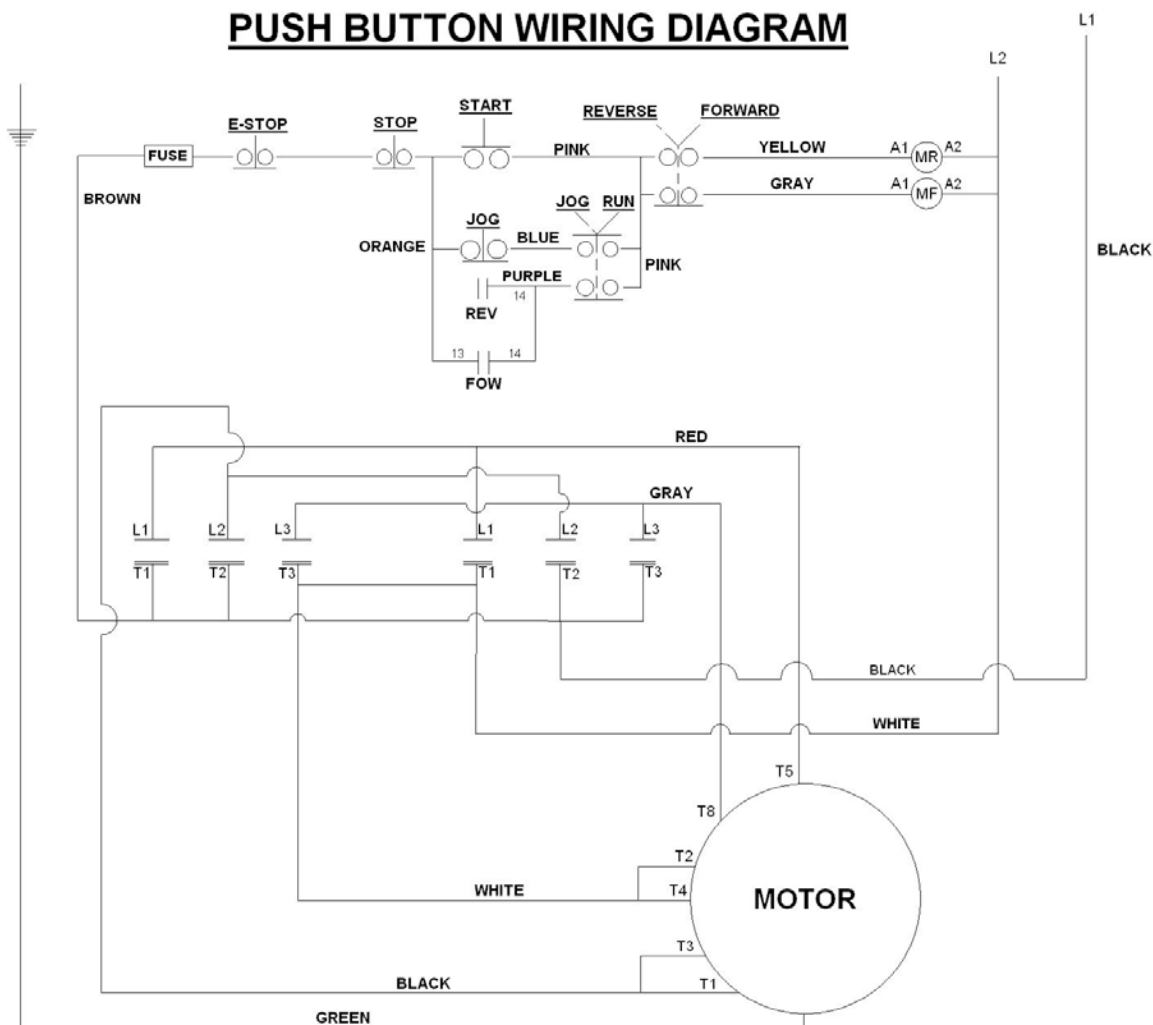 PUSH BUTTON WIRING DIAGRAM
L1
L2
E-STOP
STOP
START
REVERSE
FORWARD
FUSE
PINK
YELLOW
A1
MR
A2
BROWN
GRAY
A1
MF
A2
JOG
JOG
RUN
ORANGE
BLUE
PINK
BLACK
PURPLE
14
REV
13
14
FOW
RED
GRAY
L1
L2
L3
L1
L2
L3
T1
T2
T3
T1
T2
T3
BLACK
WHITE
T5
T8
T2
WHITE
T4
MOTOR
T3
BLACK
T1
GREEN